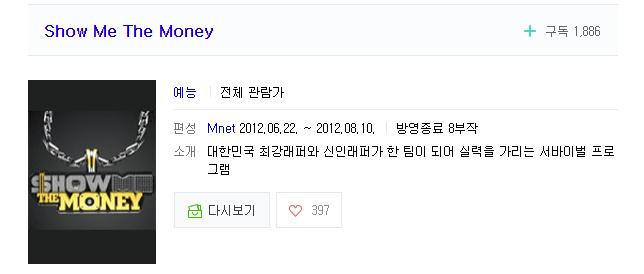 Show Me The Money
+ 구독 1,886
예능 전체 관람가
편성 Mnet 2012.06.22. ~ 2012.08.10. 방영종료 8부작
소개 대한민국 최강래퍼와 신인래퍼가 한 팀이 되어 실력을 가리는 서바이벌 프로
그램
SHOW ME
THE MONEY
다시보기 397